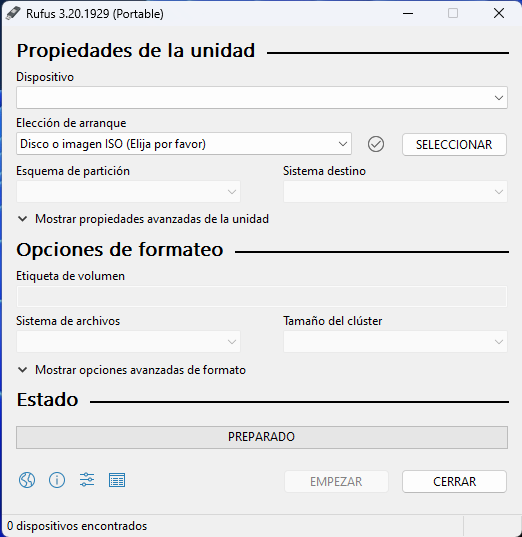 Rufus 3.20.1929 (Portable)
Propiedades de la unidad
Dispositivo
Elección de arranque
Disco o imagen ISO (Elija por favor)
SELECCIONAR
Esquema de partición
Sistema destino
Mostrar propiedades avanzadas de la unidad
Opciones de formateo
Etiqueta de volumen
Sistema de archivos
Tamaño del clúster
Mostrar opciones avanzadas de formato
Estado
PREPARADO
EMPEZAR
CERRAR
0 dispositivos encontrados